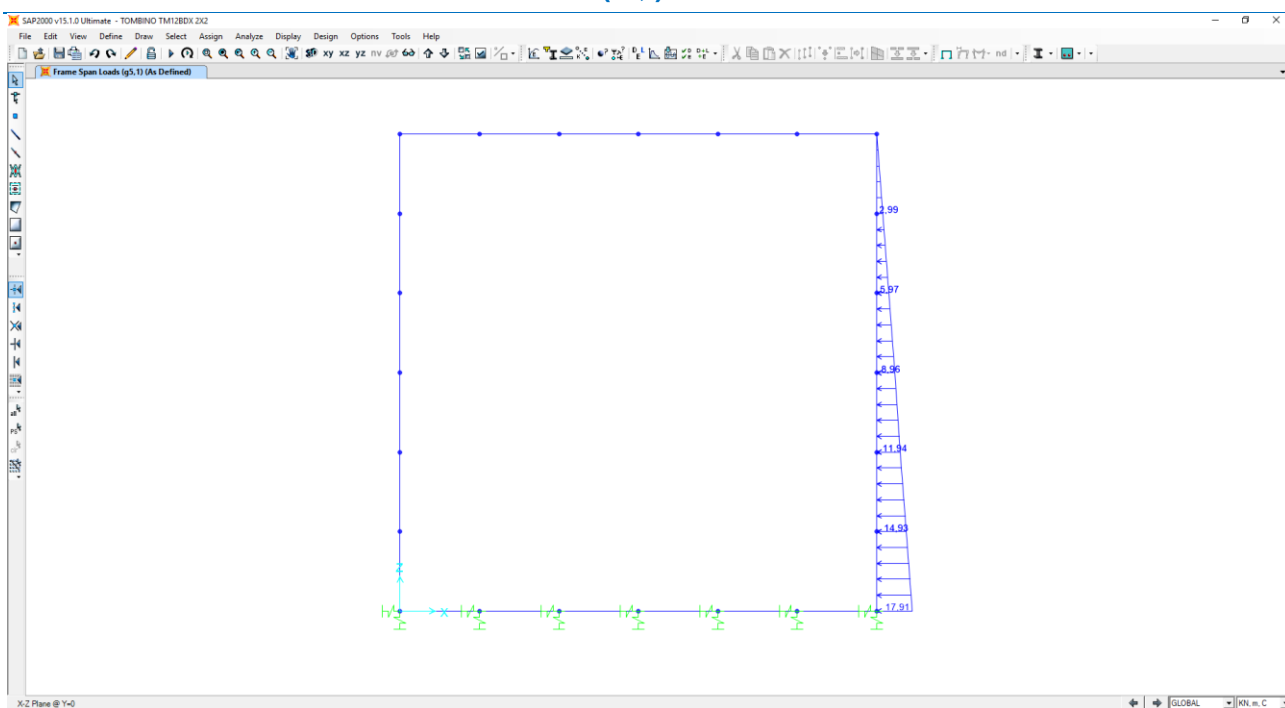 SAP2000 v15.1.0 Ultimate - TOMBINO TM12BDX 2X2
File Edit View Define Draw Select Assign Analyze Display Design Options Tools Help
xy xz yz nv nd
Frame Span Loads (g5,1) (As Defined)
2,99
5,97
8,96
11,94
14,93
17,91
Z
X
X-Z Plane @ Y=0
GLOBAL
KN, m, C